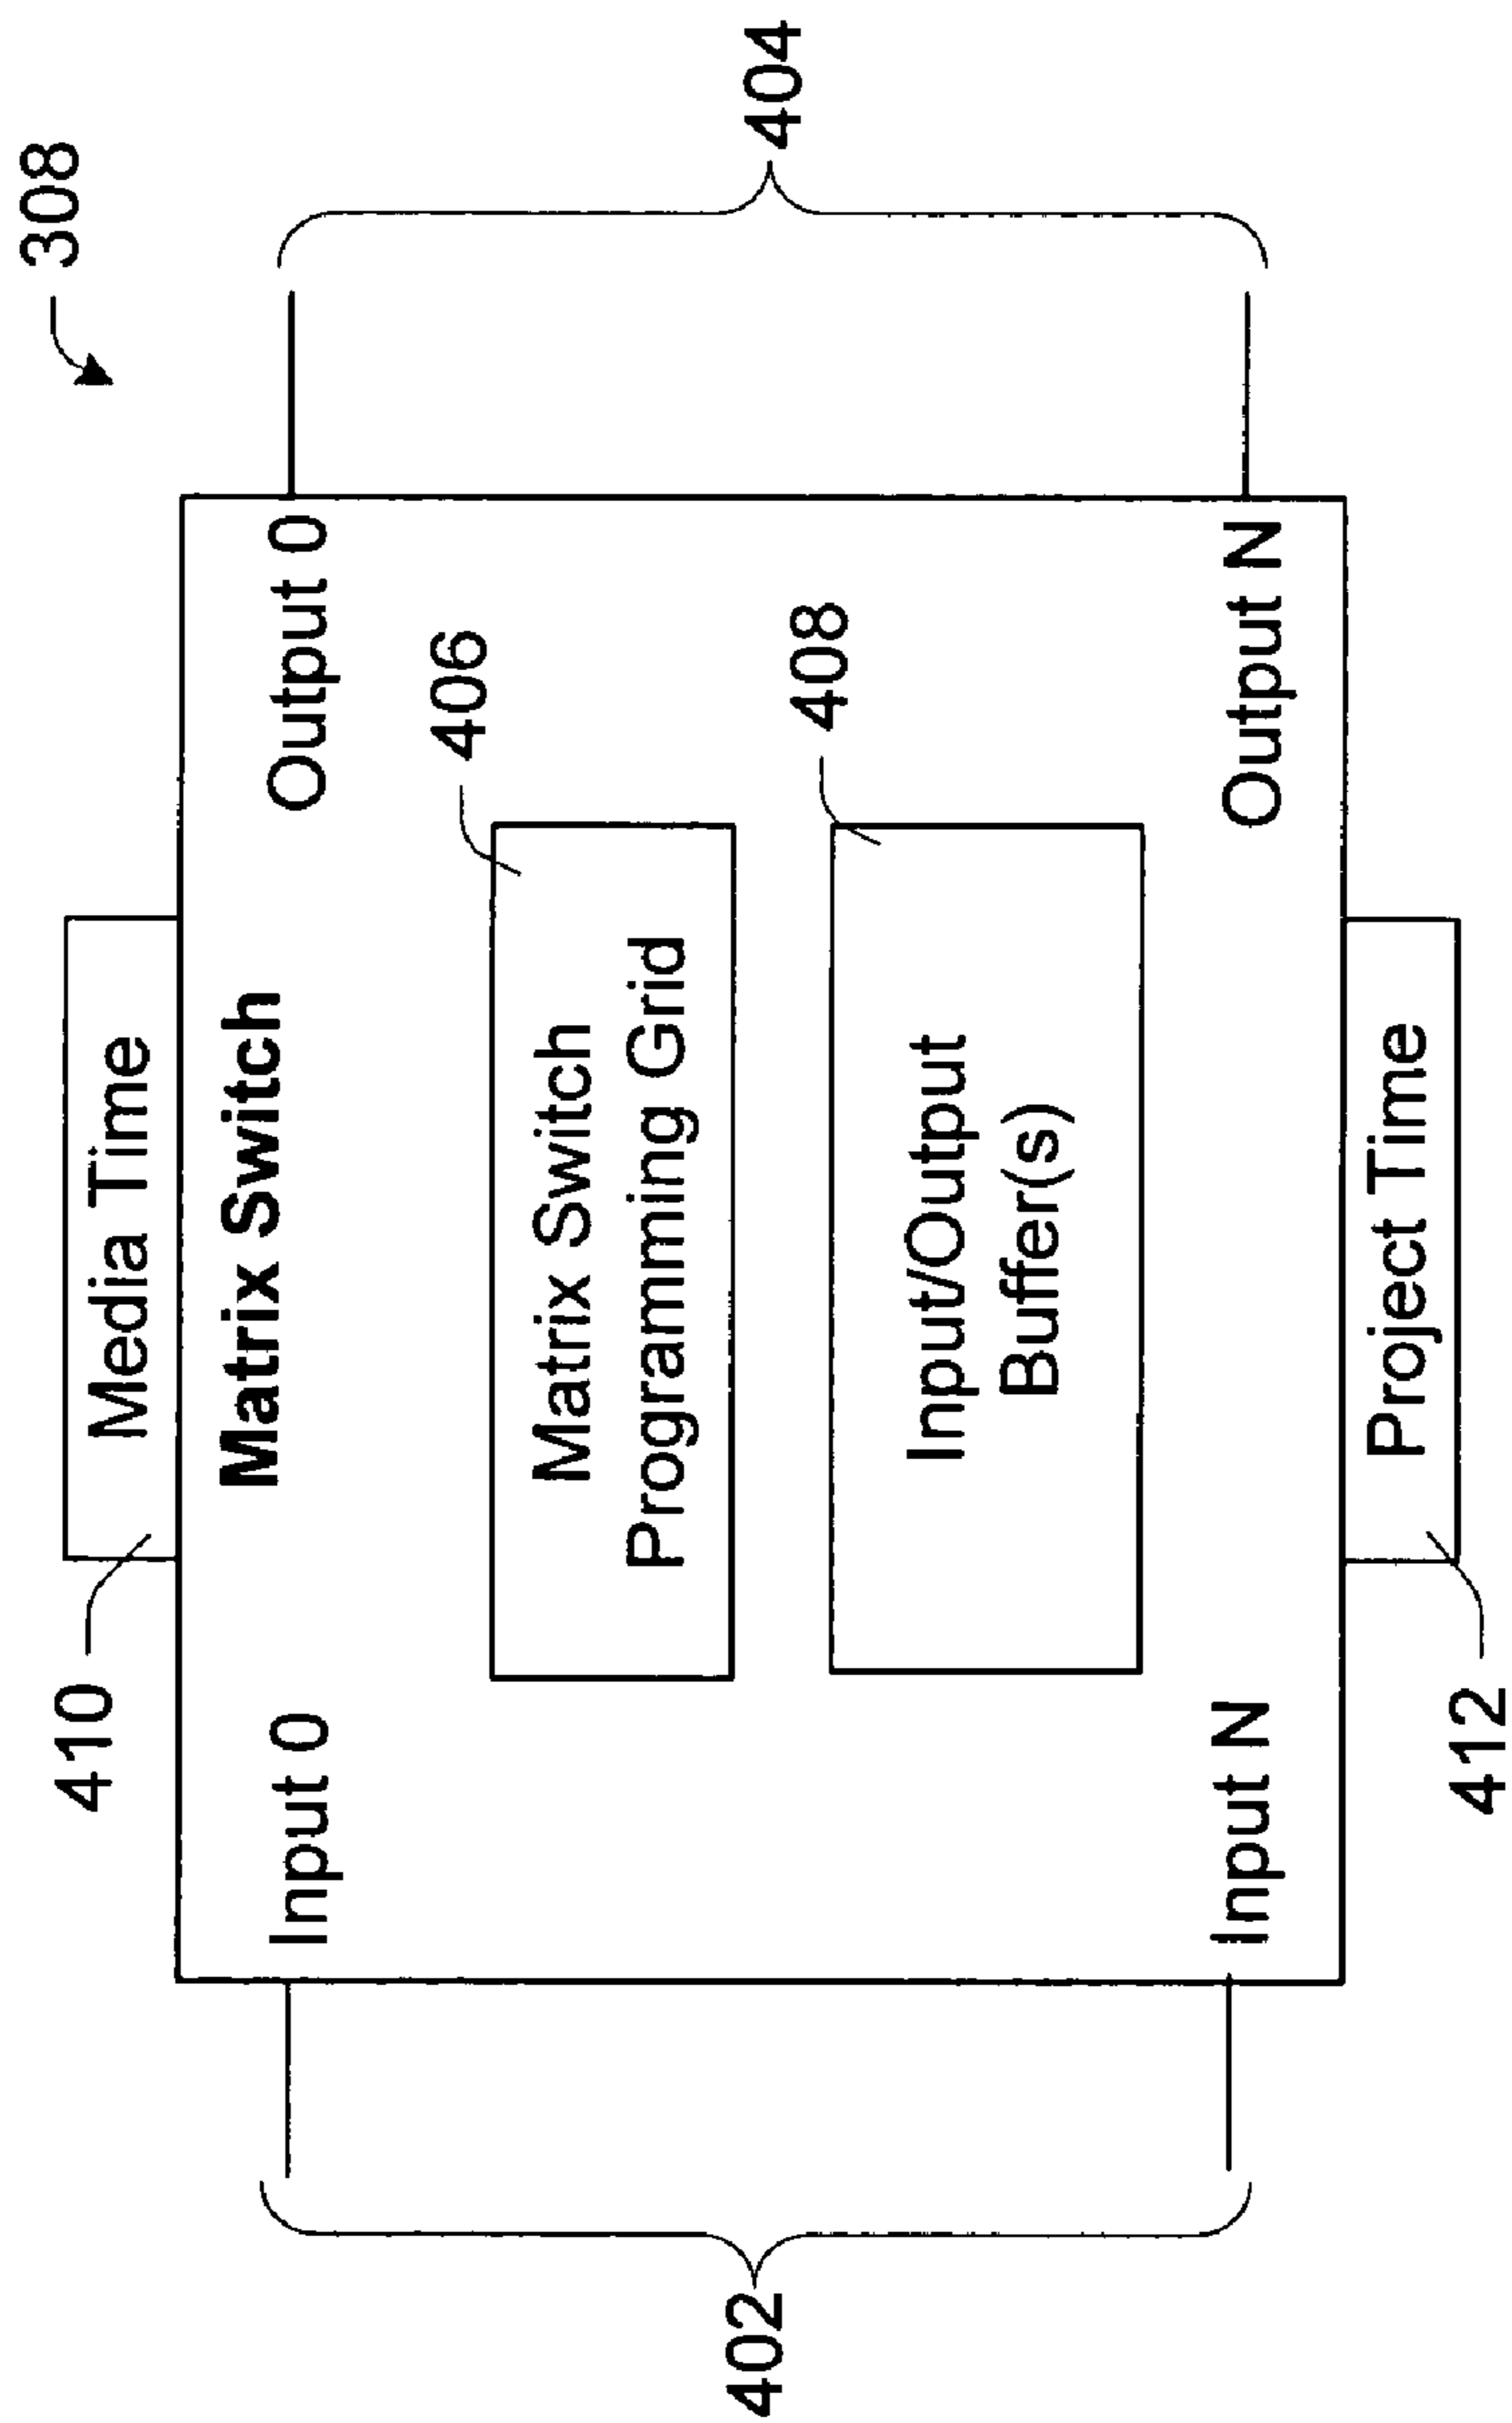 308
410
Media Time
Matrix Switch
Input 0
Output 0
406
Matrix Switch
Programming Grid
402
404
408
Input/Output
Buffer(s)
Input N
Output N
Project Time
412